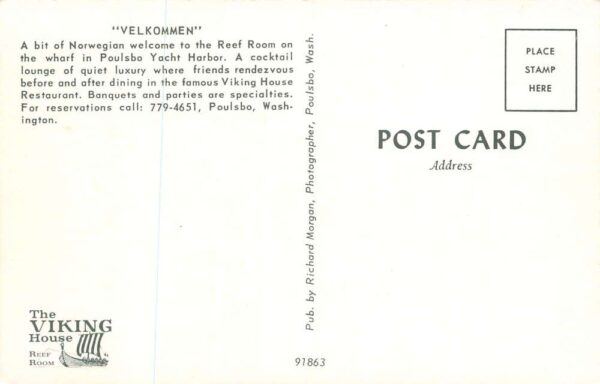 "VELKOMMEN"
A bit of Norwegian welcome to the Reef Room on
the wharf in Poulsbo Yacht Harbor. A cocktail
lounge of quiet luxury where friends rendezvous
before and after dining in the famous Viking House
Restaurant. Banquets and parties are specialties.
For reservations call: 779-4651, Poulsbo, Wash-
ington.
The
VIKING
House
REEF
ROOM
Pub. by Richard Morgan, Photographer, Poulsbo, Wash.
91863
PLACE
STAMP
HERE
POST CARD
Address